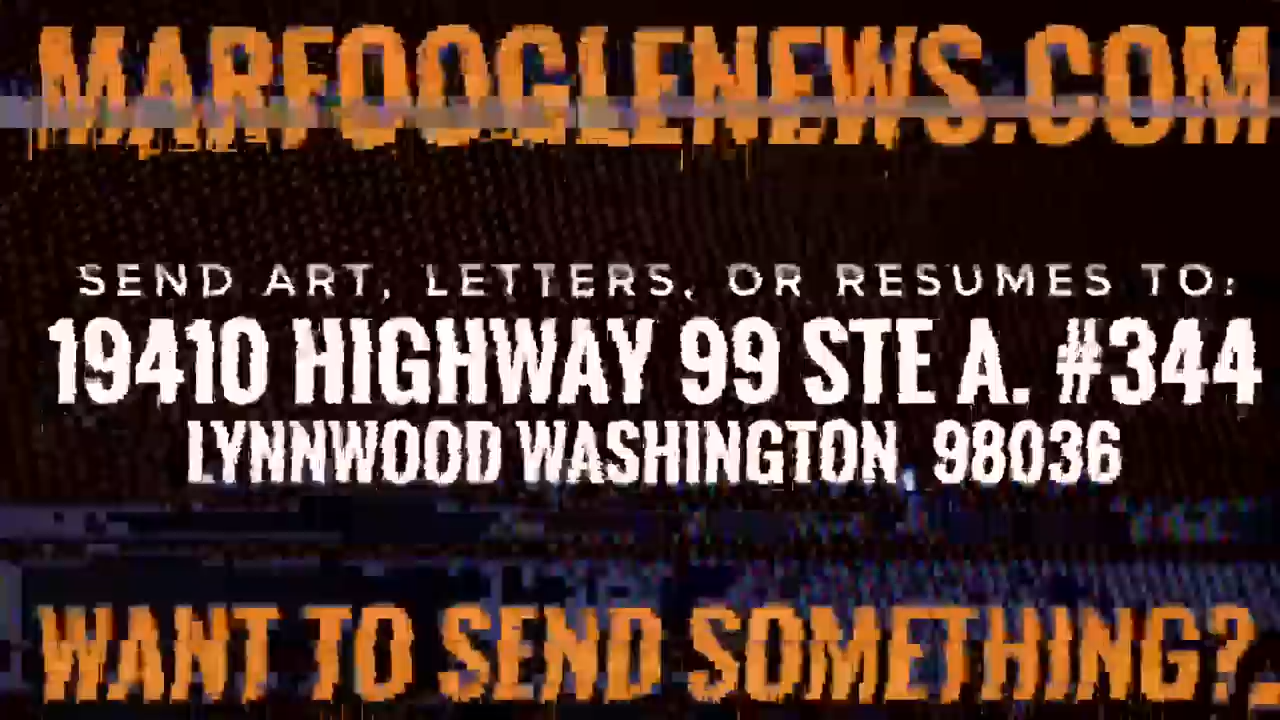 MARFOOGLENEWS.COM
SEND ART, LETTERS, OR RESUMES TO:
19410 HIGHWAY 99 STE A. #344
LYNNWOOD WASHINGTON, 98036
WANT TO SEND SOMETHING?